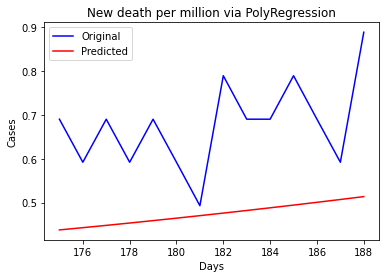 New death per million via PolyRegression
Original
Predicted
Cases
0.9
0.8
0.7
0.6
0.5
176 178 180 182 184 186 188
Days